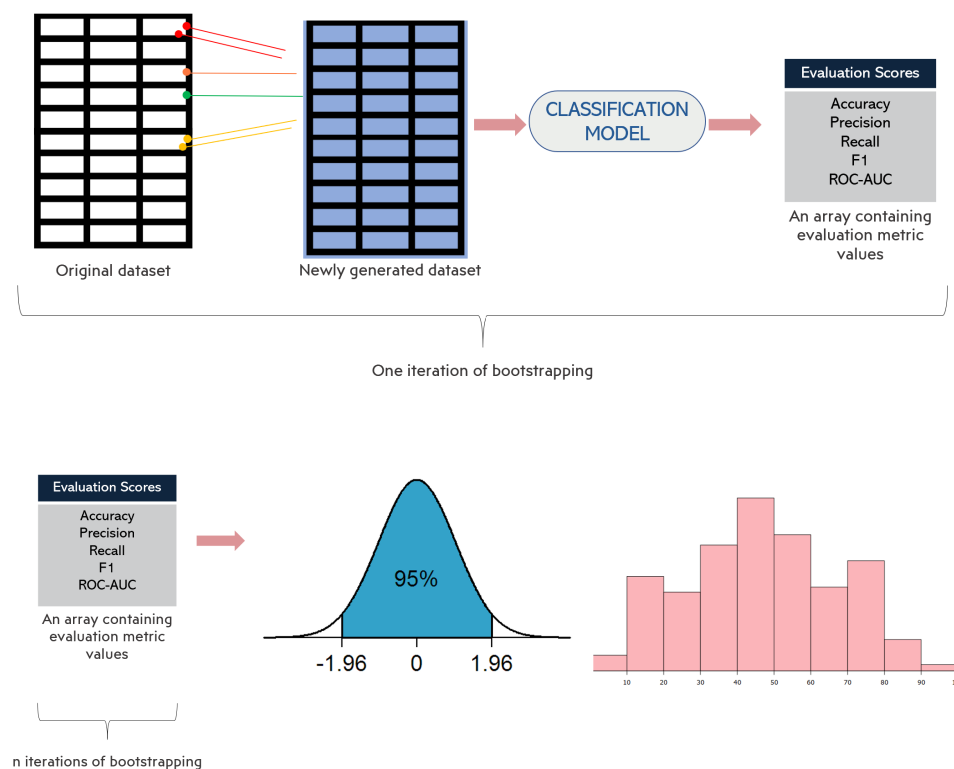 Evaluation Scores
CLASSIFICATION
MODEL
Accuracy
Precision
Recall
F1
ROC-AUC
An array containing
evaluation metric
values
Original dataset
Newly generated dataset
One iteration of bootstrapping
Evaluation Scores
Accuracy
Precision
Recall
F1
ROC-AUC
An array containing
evaluation metric
values
n iterations of bootstrapping
95%
-1.96 0 1.96
10 20 30 40 50 60 70 80 90